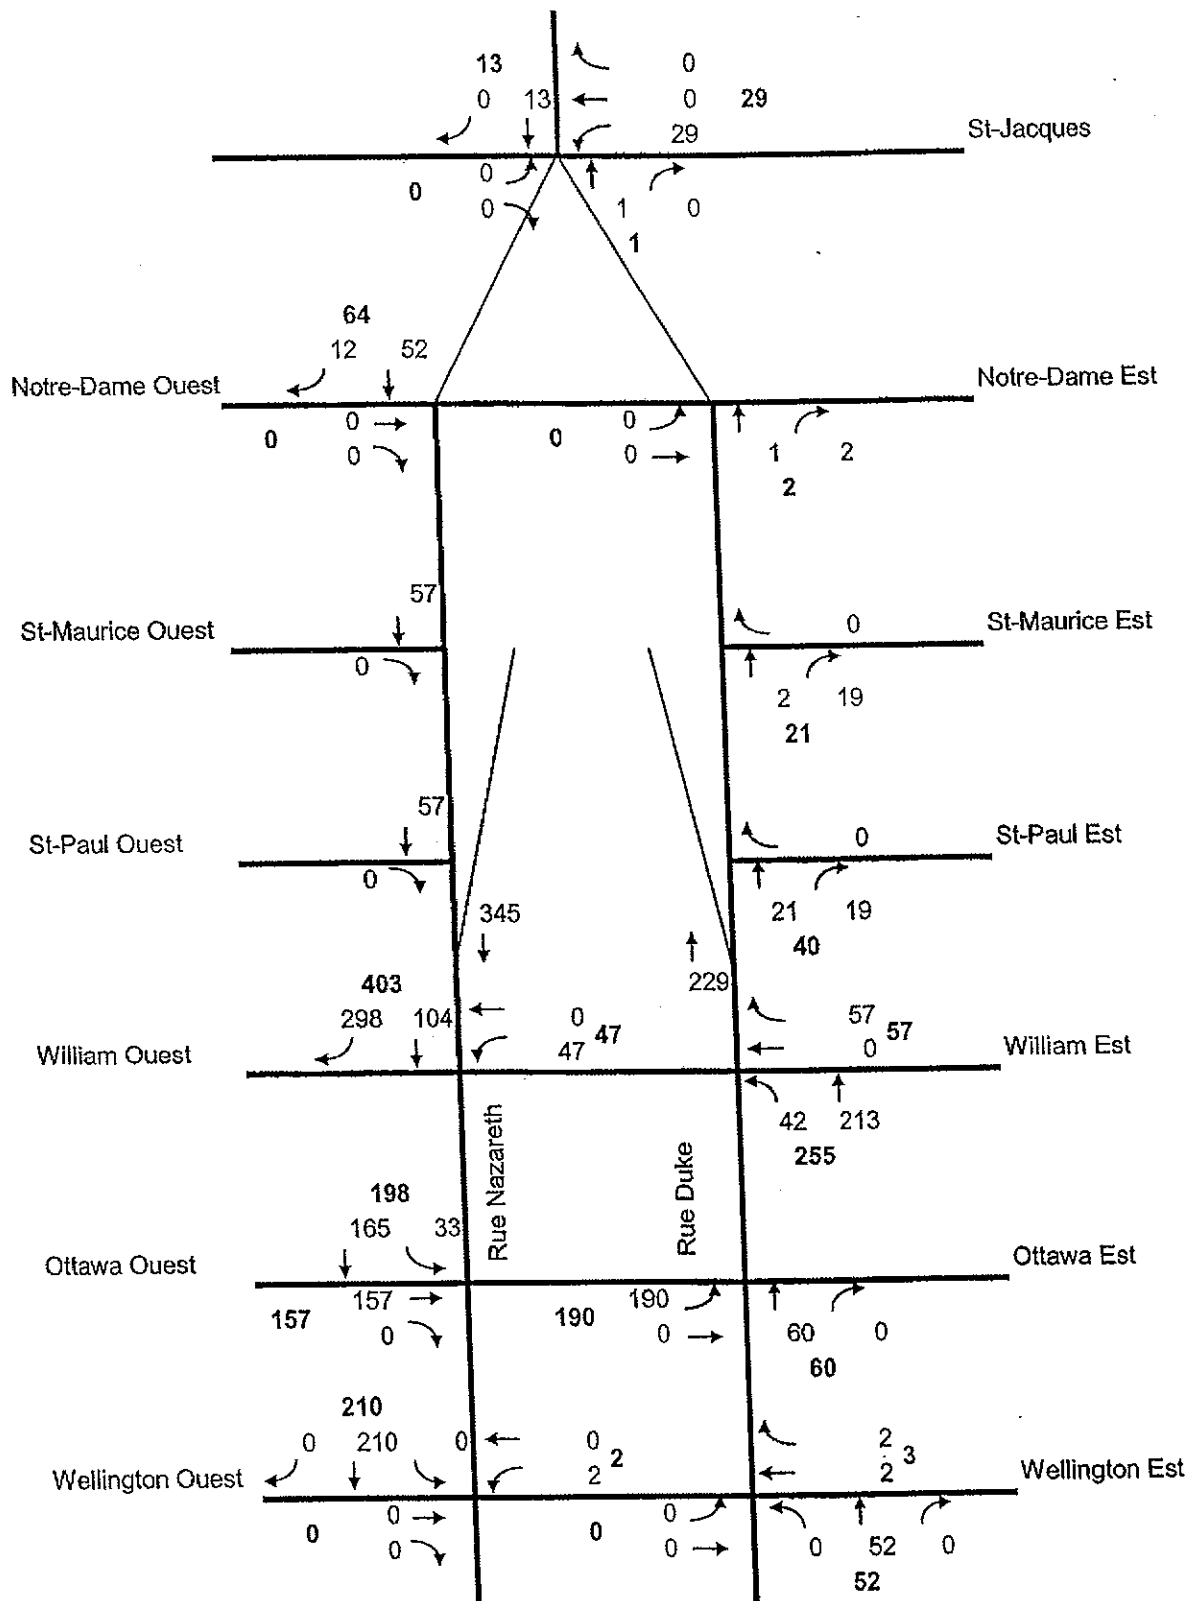 13 0
0 13 0 29
29 St-Jacques
0 0
0 1 0
1
64
12 52
Notre-Dame Ouest Notre-Dame Est
0 0 0 0
0 0 1 2
2
57
St-Maurice Ouest 0 St-Maurice Est
0 2 19
21
57
St-Paul Ouest 0 St-Paul Est
0
345 21 19
40
403 229
298 104 0 47 57 57
William Ouest 47 0 William Est
42 213
255
Rue Nazareth
Rue Duke
198
165 33
Ottawa Ouest Ottawa Est
157 157 190 190
0 0 60 0
60
210
0 210 0 0 2 2 3
Wellington Ouest 2 2 Wellington Est
0 0 0 0
0 0 0 52 0
52